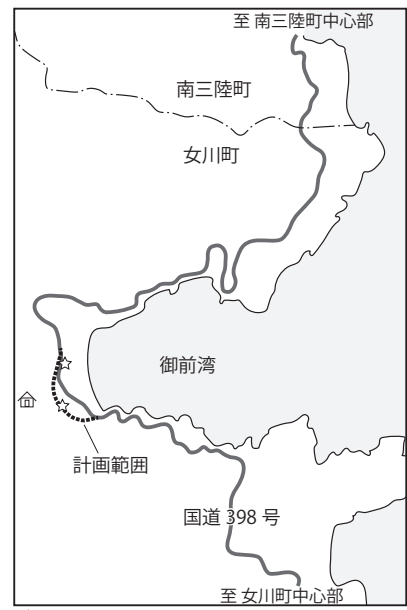 至 南三陸町中心部
南三陸町
女川町
御前湾
計画範囲
国道 398 号
至 女川町中心部